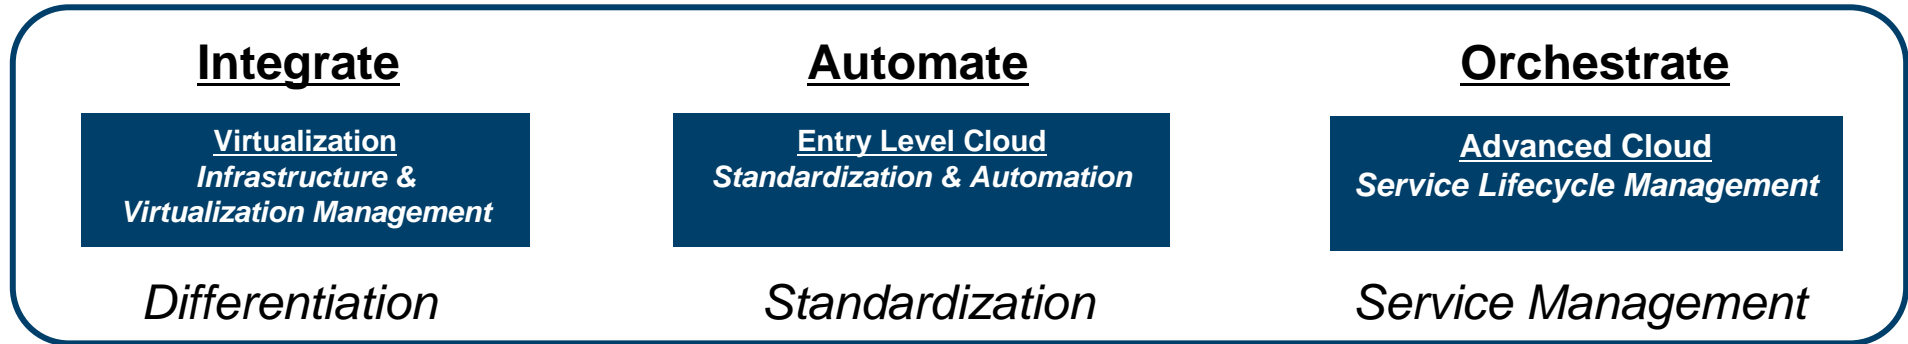 Integrate
Automate
Orchestrate
Virtualization
Infrastructure &
Virtualization Management
Entry Level Cloud
Standardization & Automation
Advanced Cloud
Service Lifecycle Management
Differentiation
Standardization
Service Management